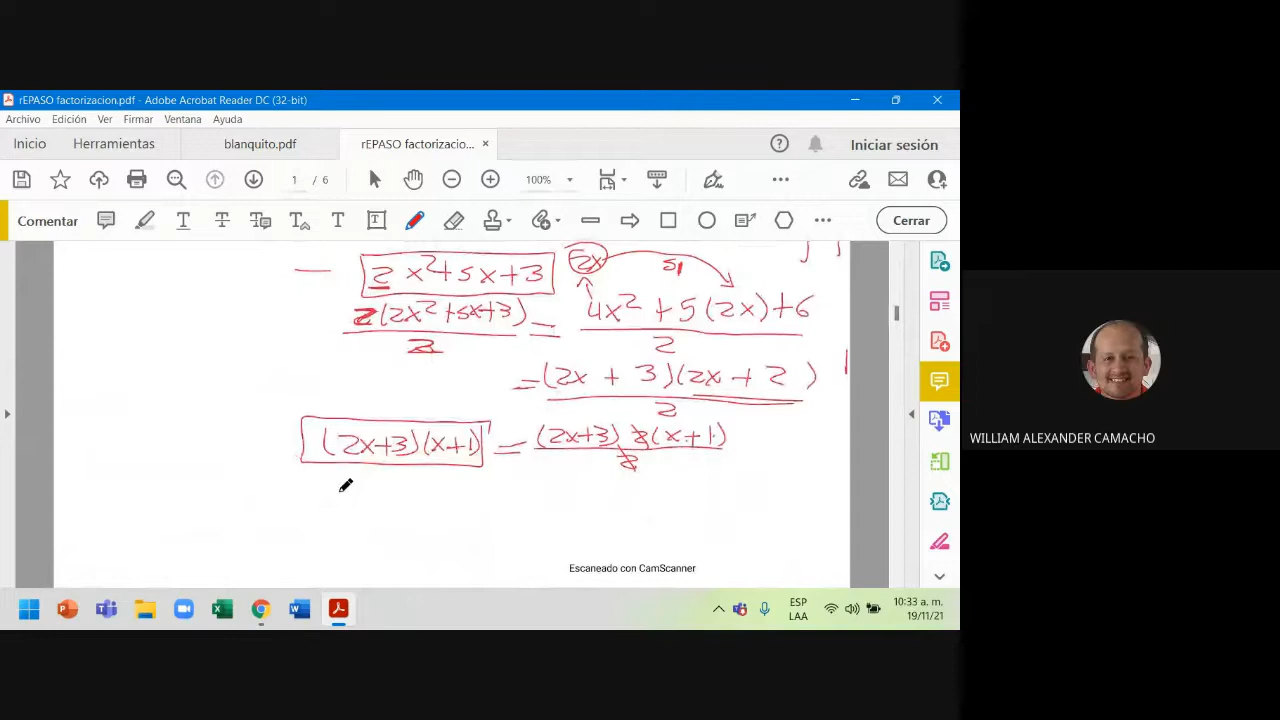 rEPASO factorizacion.pdf - Adobe Acrobat Reader DC (32-bit)
Archivo Edición Ver Firmar Ventana Ayuda
Inicio Herramientas blanquito.pdf rEPASO factorizacio... × Iniciar sesión
1 / 6 100%
Comentar Cerrar
2x² + 5x + 3 2x 51
2(2x² + 5x + 3) = 4x² + 5(2x) + 6
2 2
= (2x + 3)(2x + 2)
2
(2x+3)(x+1) = (2x+3) 2(x+1)
2
Escaneado con CamScanner
WILLIAM ALEXANDER CAMACHO
ESP 10:33 a. m.
LAA 19/11/21